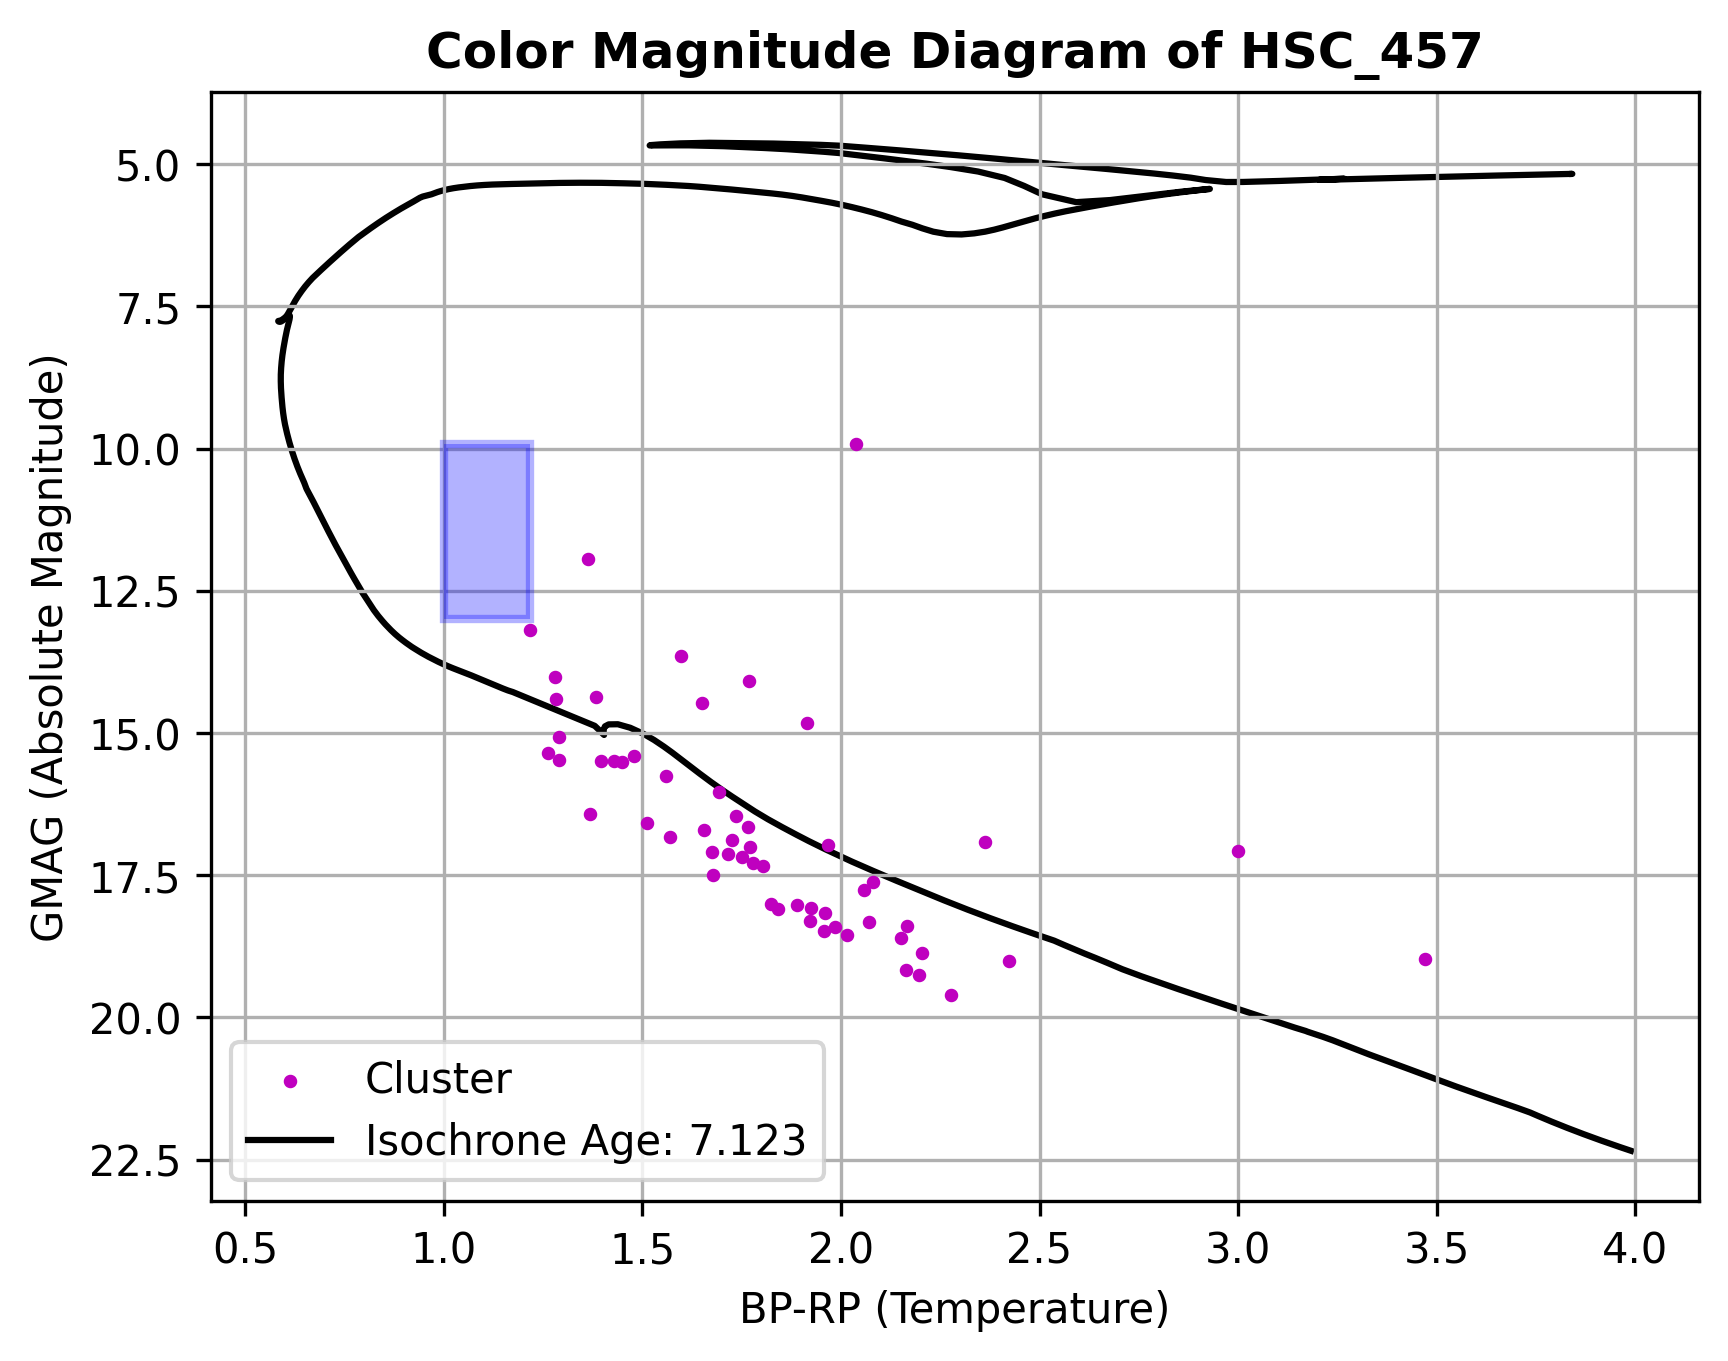 Color Magnitude Diagram of HSC_457
GMAG (Absolute Magnitude)
5.0
7.5
10.0
12.5
15.0
17.5
20.0
22.5
Cluster
Isochrone Age: 7.123
0.5 1.0 1.5 2.0 2.5 3.0 3.5 4.0
BP-RP (Temperature)